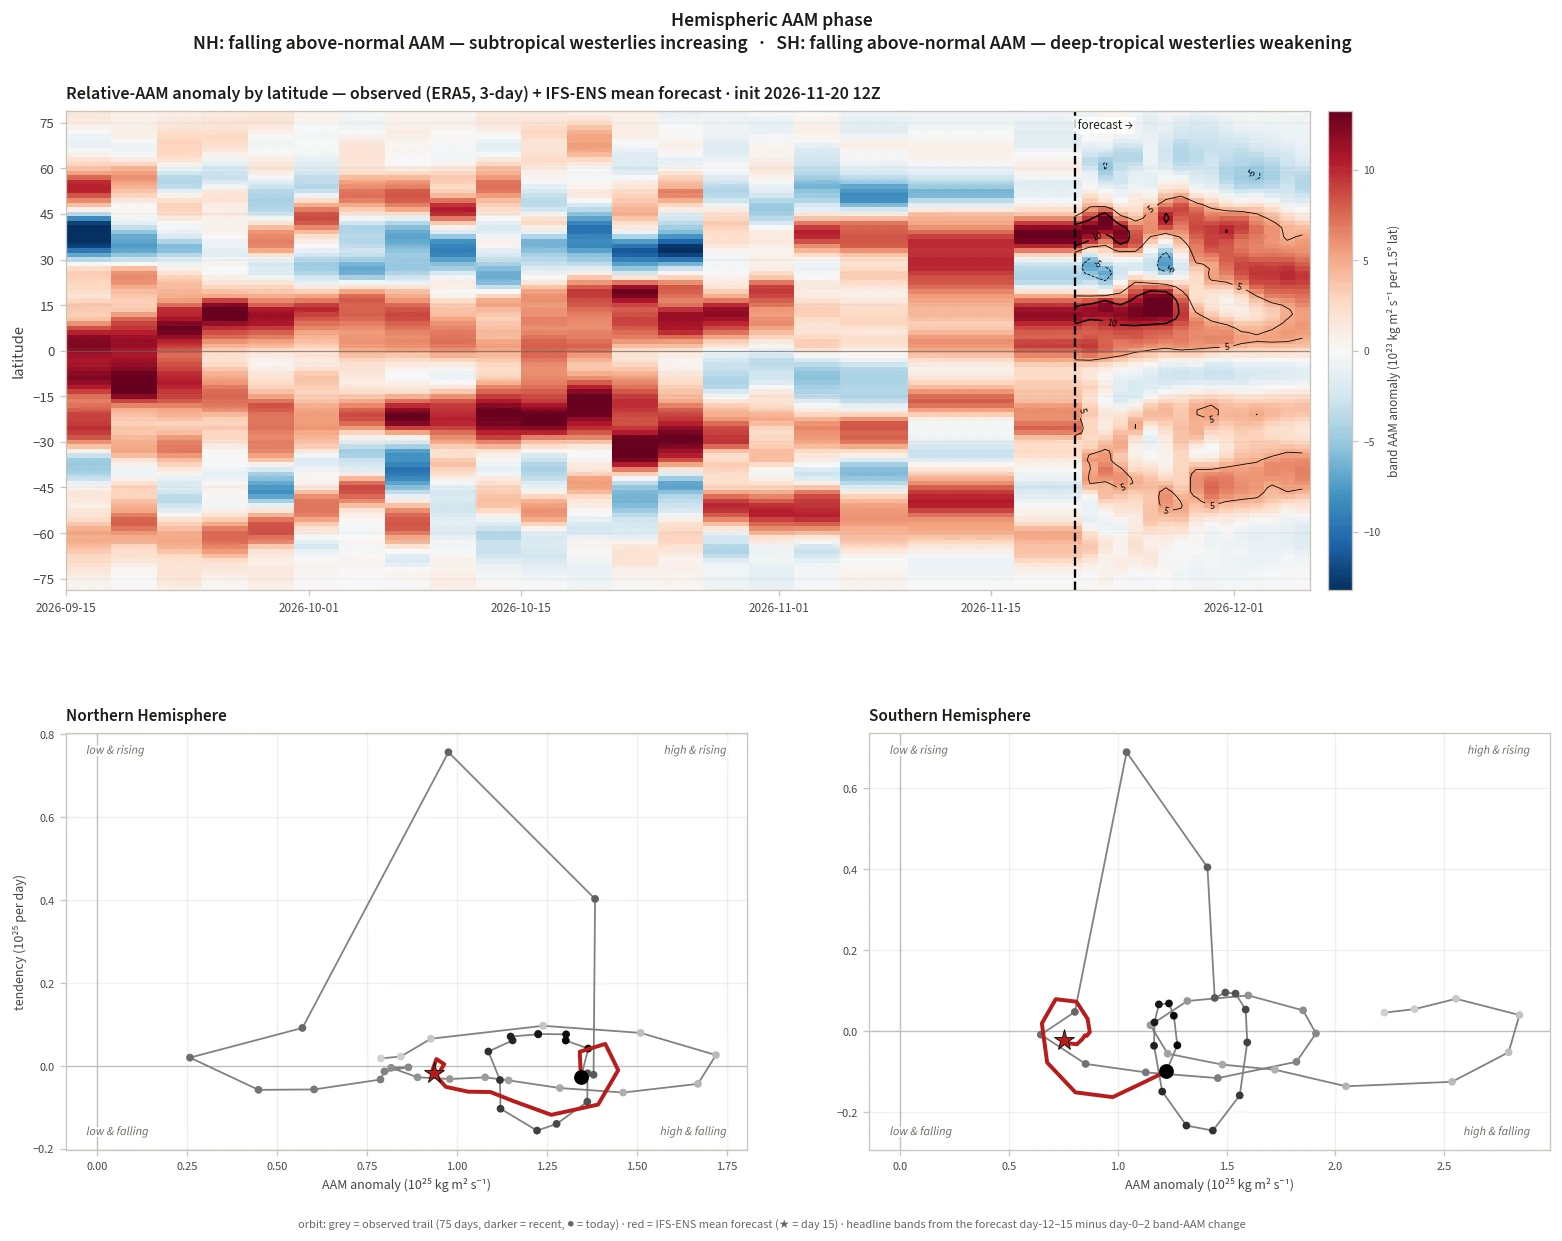 Hemispheric AAM phase
NH: falling above-normal AAM — subtropical westerlies increasing · SH: falling above-normal AAM — deep-tropical westerlies weakening
Relative-AAM anomaly by latitude — observed (ERA5, 3-day) + IFS-ENS mean forecast · init 2026-11-20 12Z
forecast →
latitude
75
60
45
30
15
0
−15
−30
−45
−60
−75
2026-09-15
2026-10-01
2026-10-15
2026-11-01
2026-11-15
2026-12-01
10
5
0
−5
−10
band AAM anomaly (10²³ kg m² s⁻¹ per 1.5° lat)
Northern Hemisphere
low & rising
high & rising
low & falling
high & falling
tendency (10²⁵ per day)
0.8
0.6
0.4
0.2
0.0
−0.2
0.00
0.25
0.50
0.75
1.00
1.25
1.50
1.75
AAM anomaly (10²⁵ kg m² s⁻¹)
Southern Hemisphere
low & rising
high & rising
low & falling
high & falling
0.6
0.4
0.2
0.0
−0.2
0.0
0.5
1.0
1.5
2.0
2.5
AAM anomaly (10²⁵ kg m² s⁻¹)
orbit: grey = observed trail (75 days, darker = recent, ● = today) · red = IFS-ENS mean forecast (★ = day 15) · headline bands from the forecast day-12–15 minus day-0–2 band-AAM change